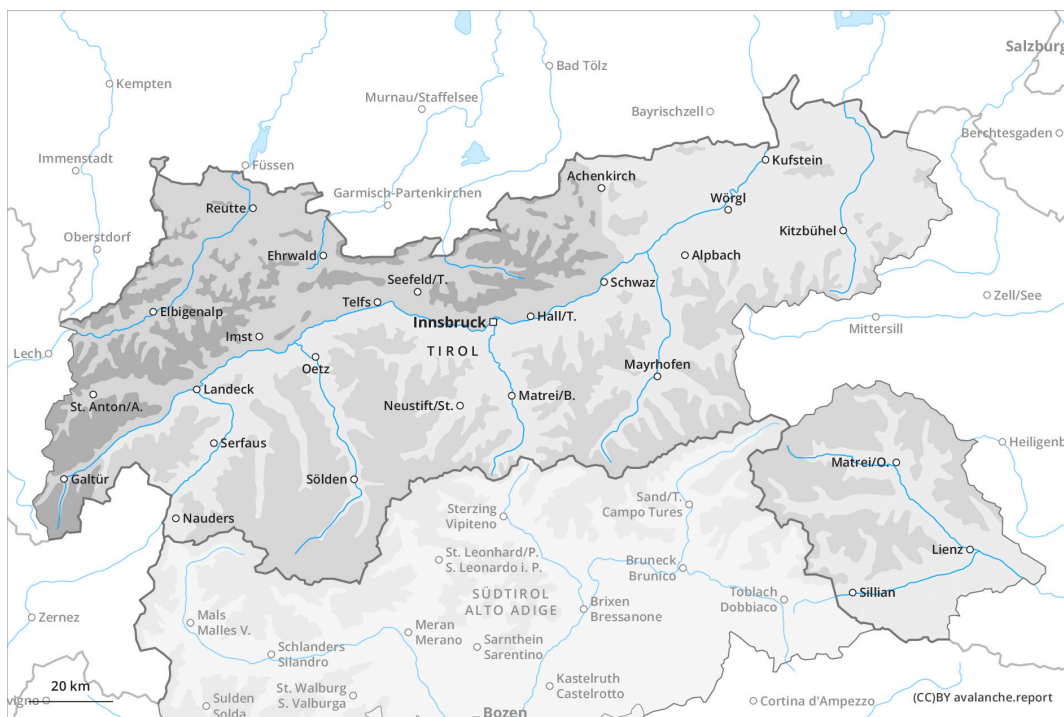 Salzburg
Kempten
Bad Tölz
Murnau/Staffelsee
Bayrischzell
Berchtesgaden
Immenstadt
Füssen
Kufstein
Achenkirch
Garmisch-Partenkirchen
Reutte
Wörgl
Oberstdorf
Kitzbühel
Ehrwald
Alpbach
Seefeld/T.
Schwaz
Zell/See
Telfs
Elbigenalp
Hall/T.
Innsbruck
Mittersill
Imst
Lech
TIROL
Oetz
Mayrhofen
Landeck
St. Anton/A.
Neustift/St.
Matrei/B.
Serfaus
Heiligenb
Matrei/O.
Galtür
Sölden
Sand/T.
Campo Tures
Sterzing
Vipiteno
Nauders
Lienz
St. Leonhard/P.
S. Leonardo i. P.
Bruneck
Brunico
SÜDTIROL
ALTO ADIGE
Sillian
Toblach
Dobbiaco
Brixen
Bressanone
Zernez
Mals
Malles V.
Meran
Merano
Sarnthein
Sarentino
Schlanders
Silandro
20 km
Kastelruth
Castelrotto
St. Walburg
S. Valburga
vigno
Sulden
Solda
Cortina d'Ampezzo
(CC)BY avalanche.report
Bozen